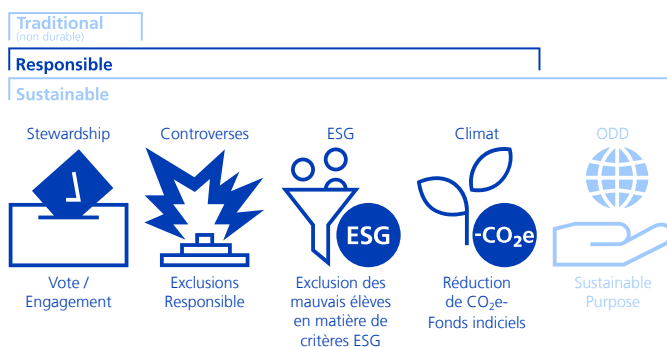 Traditional
(non durable)
Responsible
Sustainable
Stewardship
Controverses
ESG
Climat
ODD
ESG
-CO₂e
Vote /
Engagement
Exclusions
Responsible
Exclusion des
mauvais élèves
en matière de
critères ESG
Réduction
de CO₂e-
Fonds indiciels
Sustainable
Purpose